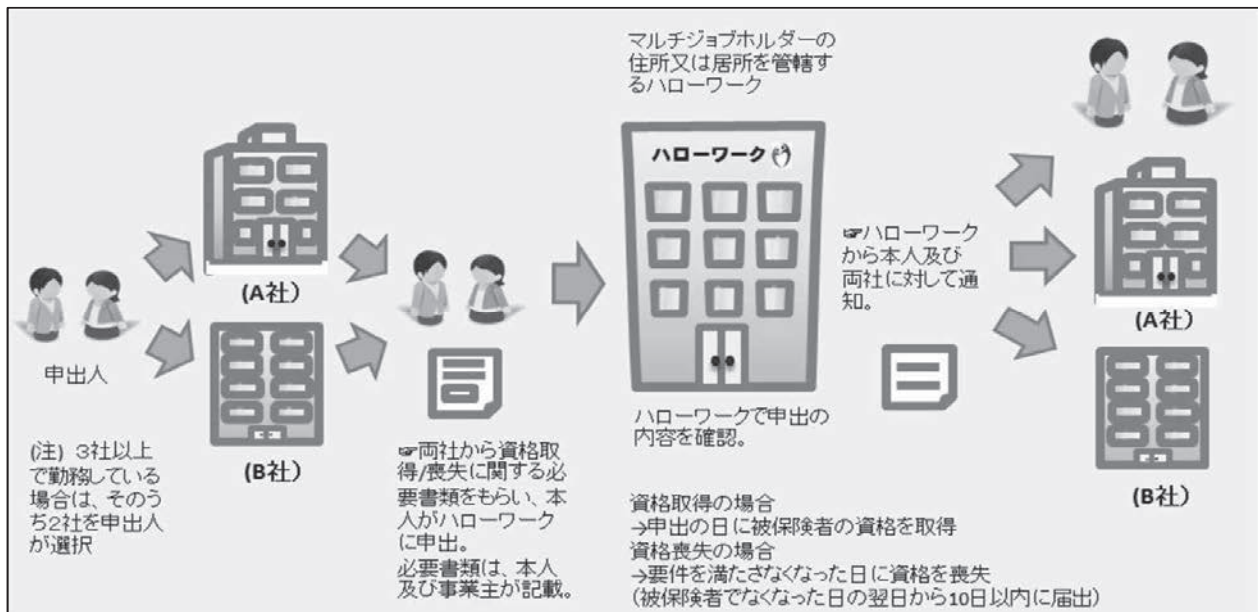 申出人
(注) 3社以上
で勤務している
場合は、そのう
ち2社を申出人
が選択
(A社)
(B社)
☞両社から資格取
得/喪失に関する必
要書類をもらい、本
人がハローワーク
に申出。
必要書類は、本人
及び事業主が記載。
マルチジョブホルダーの
住所又は居所を管轄す
るハローワーク
ハローワーク
ハローワークで申出の
内容を確認。
資格取得の場合
→申出の日に被保険者の資格を取得
資格喪失の場合
→要件を満たさなくなった日に資格を喪失
(被保険者でなくなった日の翌日から10日以内に届出)
☞ハローワーク
から本人及び
両社に対して通
知。
(A社)
(B社)